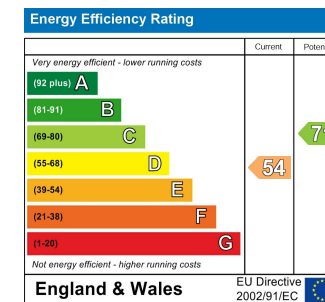 Energy Efficiency Rating
Current
Very energy efficient - lower running costs
(92 plus) A
(81-91) B
(69-80) C
(55-68) D
54
(39-54) E
(21-38) F
(1-20) G
Not energy efficient - higher running costs
England & Wales
EU Directive
2002/91/EC